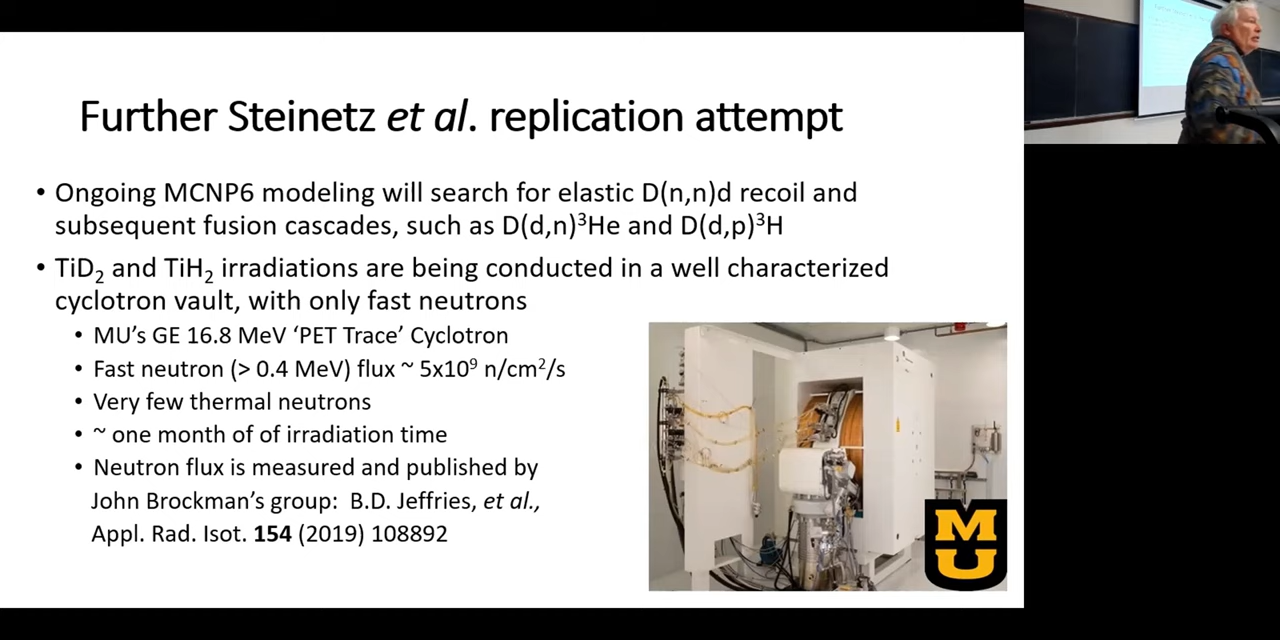 Further Steinetz et al. replication attempt
• Ongoing MCNP6 modeling will search for elastic D(n,n)d recoil and
subsequent fusion cascades, such as D(d,n)³He and D(d,p)³H
• TiD₂ and TiH₂ irradiations are being conducted in a well characterized
cyclotron vault, with only fast neutrons
• MU’s GE 16.8 MeV ‘PET Trace’ Cyclotron
• Fast neutron (> 0.4 MeV) flux ~ 5x10⁹ n/cm²/s
• Very few thermal neutrons
• ~ one month of of irradiation time
• Neutron flux is measured and published by
John Brockman’s group: B.D. Jeffries, et al.,
Appl. Rad. Isot. 154 (2019) 108892
MU